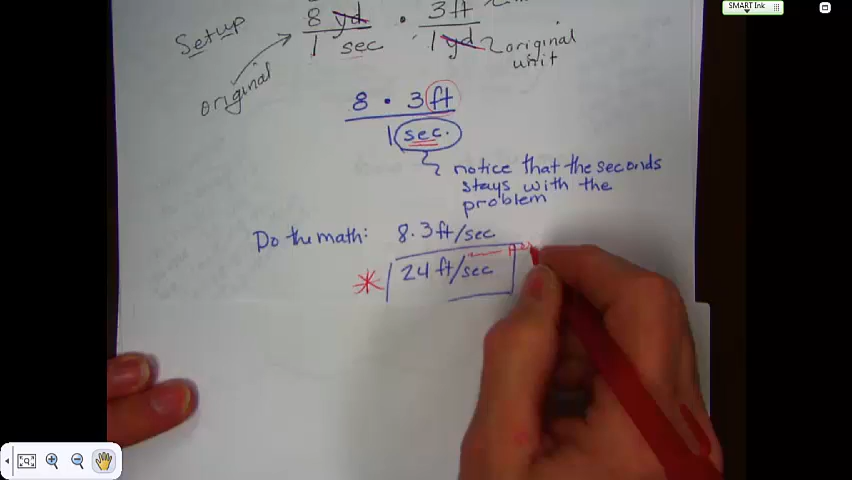 SMART Ink
8 yd • 3 ft
Setup
1 sec 1 yd original
unit
original
8 • 3 ft
1 sec.
notice that the seconds
stays with the
problem
Do the math: 8 · 3 ft/sec
* 24 ft/sec